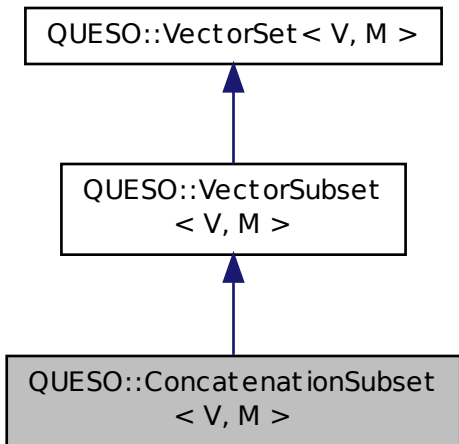 QUESO::VectorSet< V, M >
QUESO::VectorSubset
< V, M >
QUESO::ConcatenationSubset
< V, M >